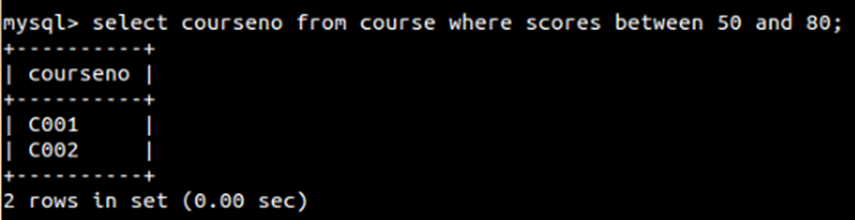 mysql> select courseno from course where scores between 50 and 80;
+----------+
| courseno |
+----------+
| C001     |
| C002     |
+----------+
2 rows in set (0.00 sec)